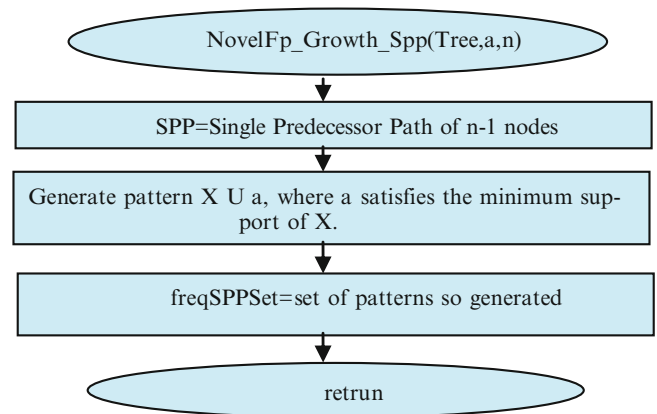 NovelFp_Growth_Spp(Tree,a,n)
SPP=Single Predecessor Path of n-1 nodes
Generate pattern X U a, where a satisfies the minimum sup-
port of X.
freqSPPSet=set of patterns so generated
retrun